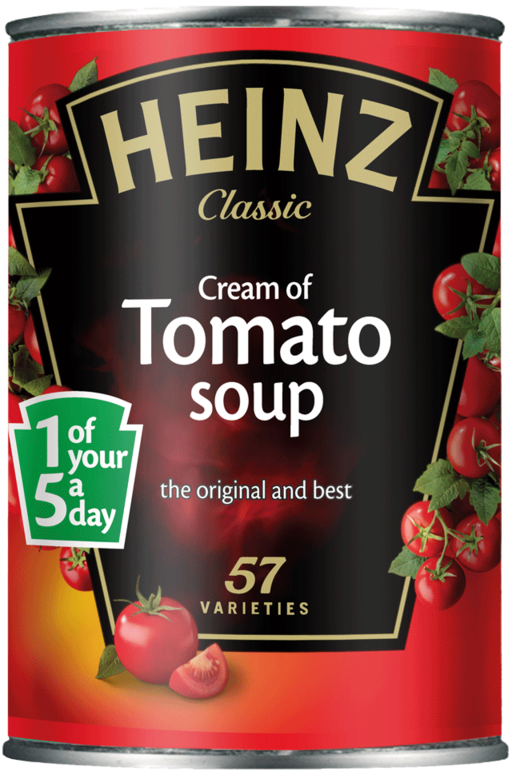 HEINZ
Classic
Cream of
Tomato
soup
1 of
your
5 a
day
the original and best
57
VARIETIES